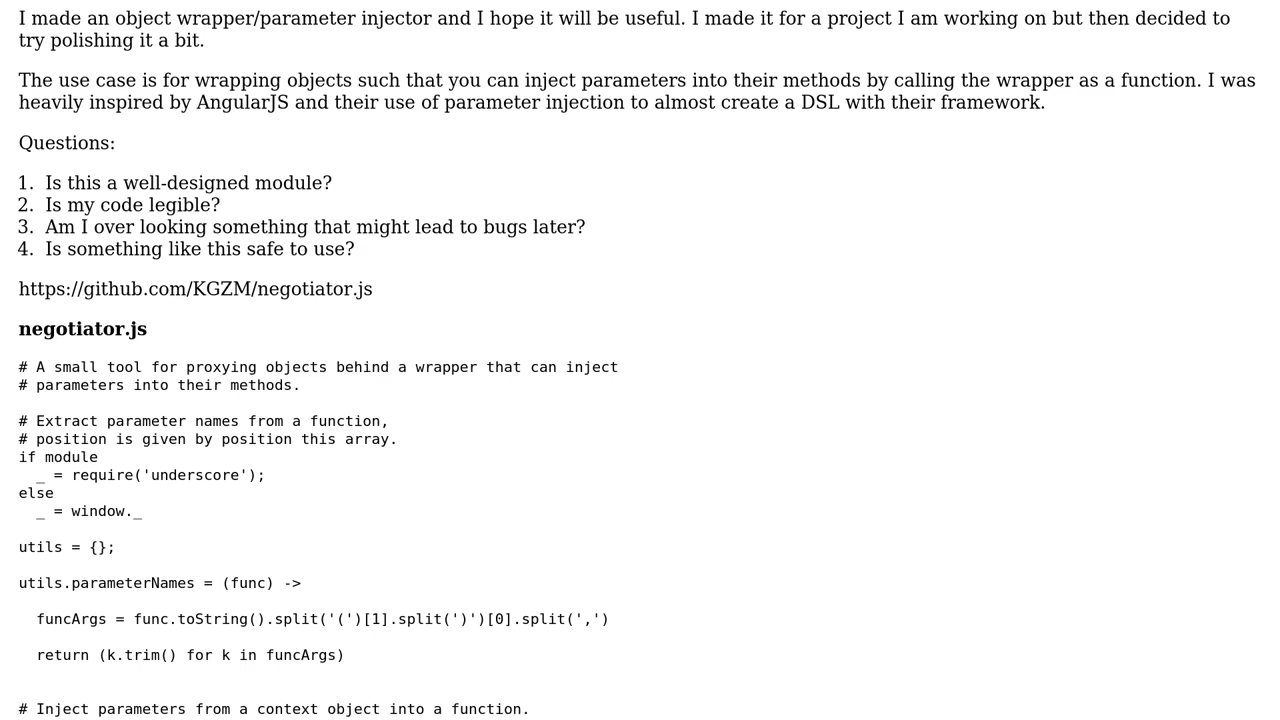 I made an object wrapper/parameter injector and I hope it will be useful. I made it for a project I am working on but then decided to
try polishing it a bit.
The use case is for wrapping objects such that you can inject parameters into their methods by calling the wrapper as a function. I was
heavily inspired by AngularJS and their use of parameter injection to almost create a DSL with their framework.
Questions:
1. Is this a well-designed module?
2. Is my code legible?
3. Am I over looking something that might lead to bugs later?
4. Is something like this safe to use?
https://github.com/KGZM/negotiator.js
negotiator.js
# A small tool for proxying objects behind a wrapper that can inject
# parameters into their methods.
# Extract parameter names from a function,
# position is given by position this array.
if module
  _ = require('underscore');
else
  _ = window._
utils = {};
utils.parameterNames = (func) ->
  funcArgs = func.toString().split('(')[1].split(')')[0].split(',')
  return (k.trim() for k in funcArgs)
# Inject parameters from a context object into a function.